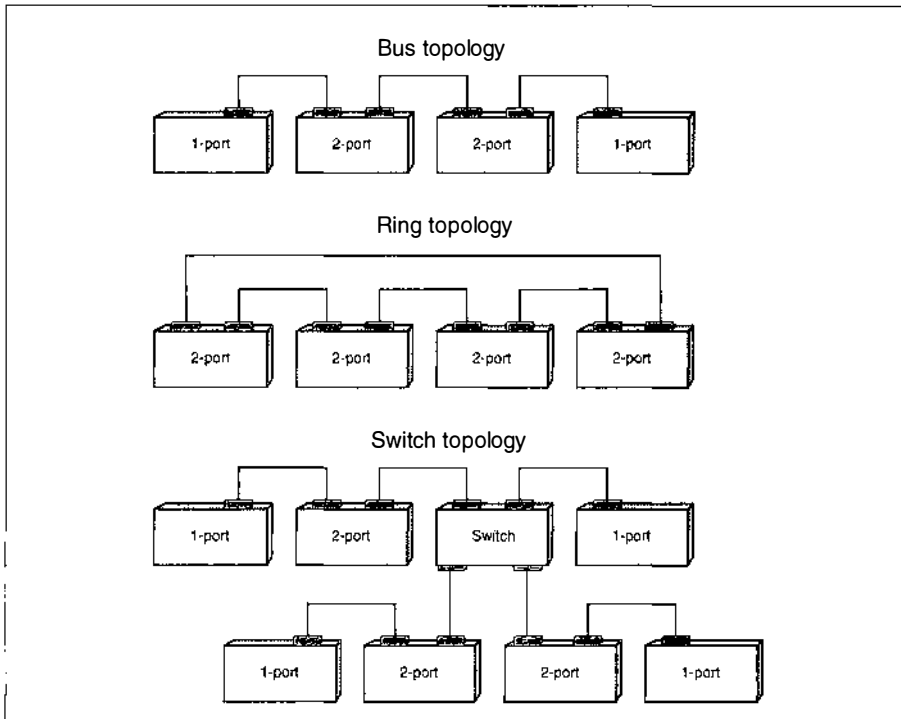 Bus topology
1-port 2-port 2-port 1-port
Ring topology
2-port 2-port 2-port 2-port
Switch topology
1-port 2-port Switch 1-port
1-port 2-port 2-port 1-port